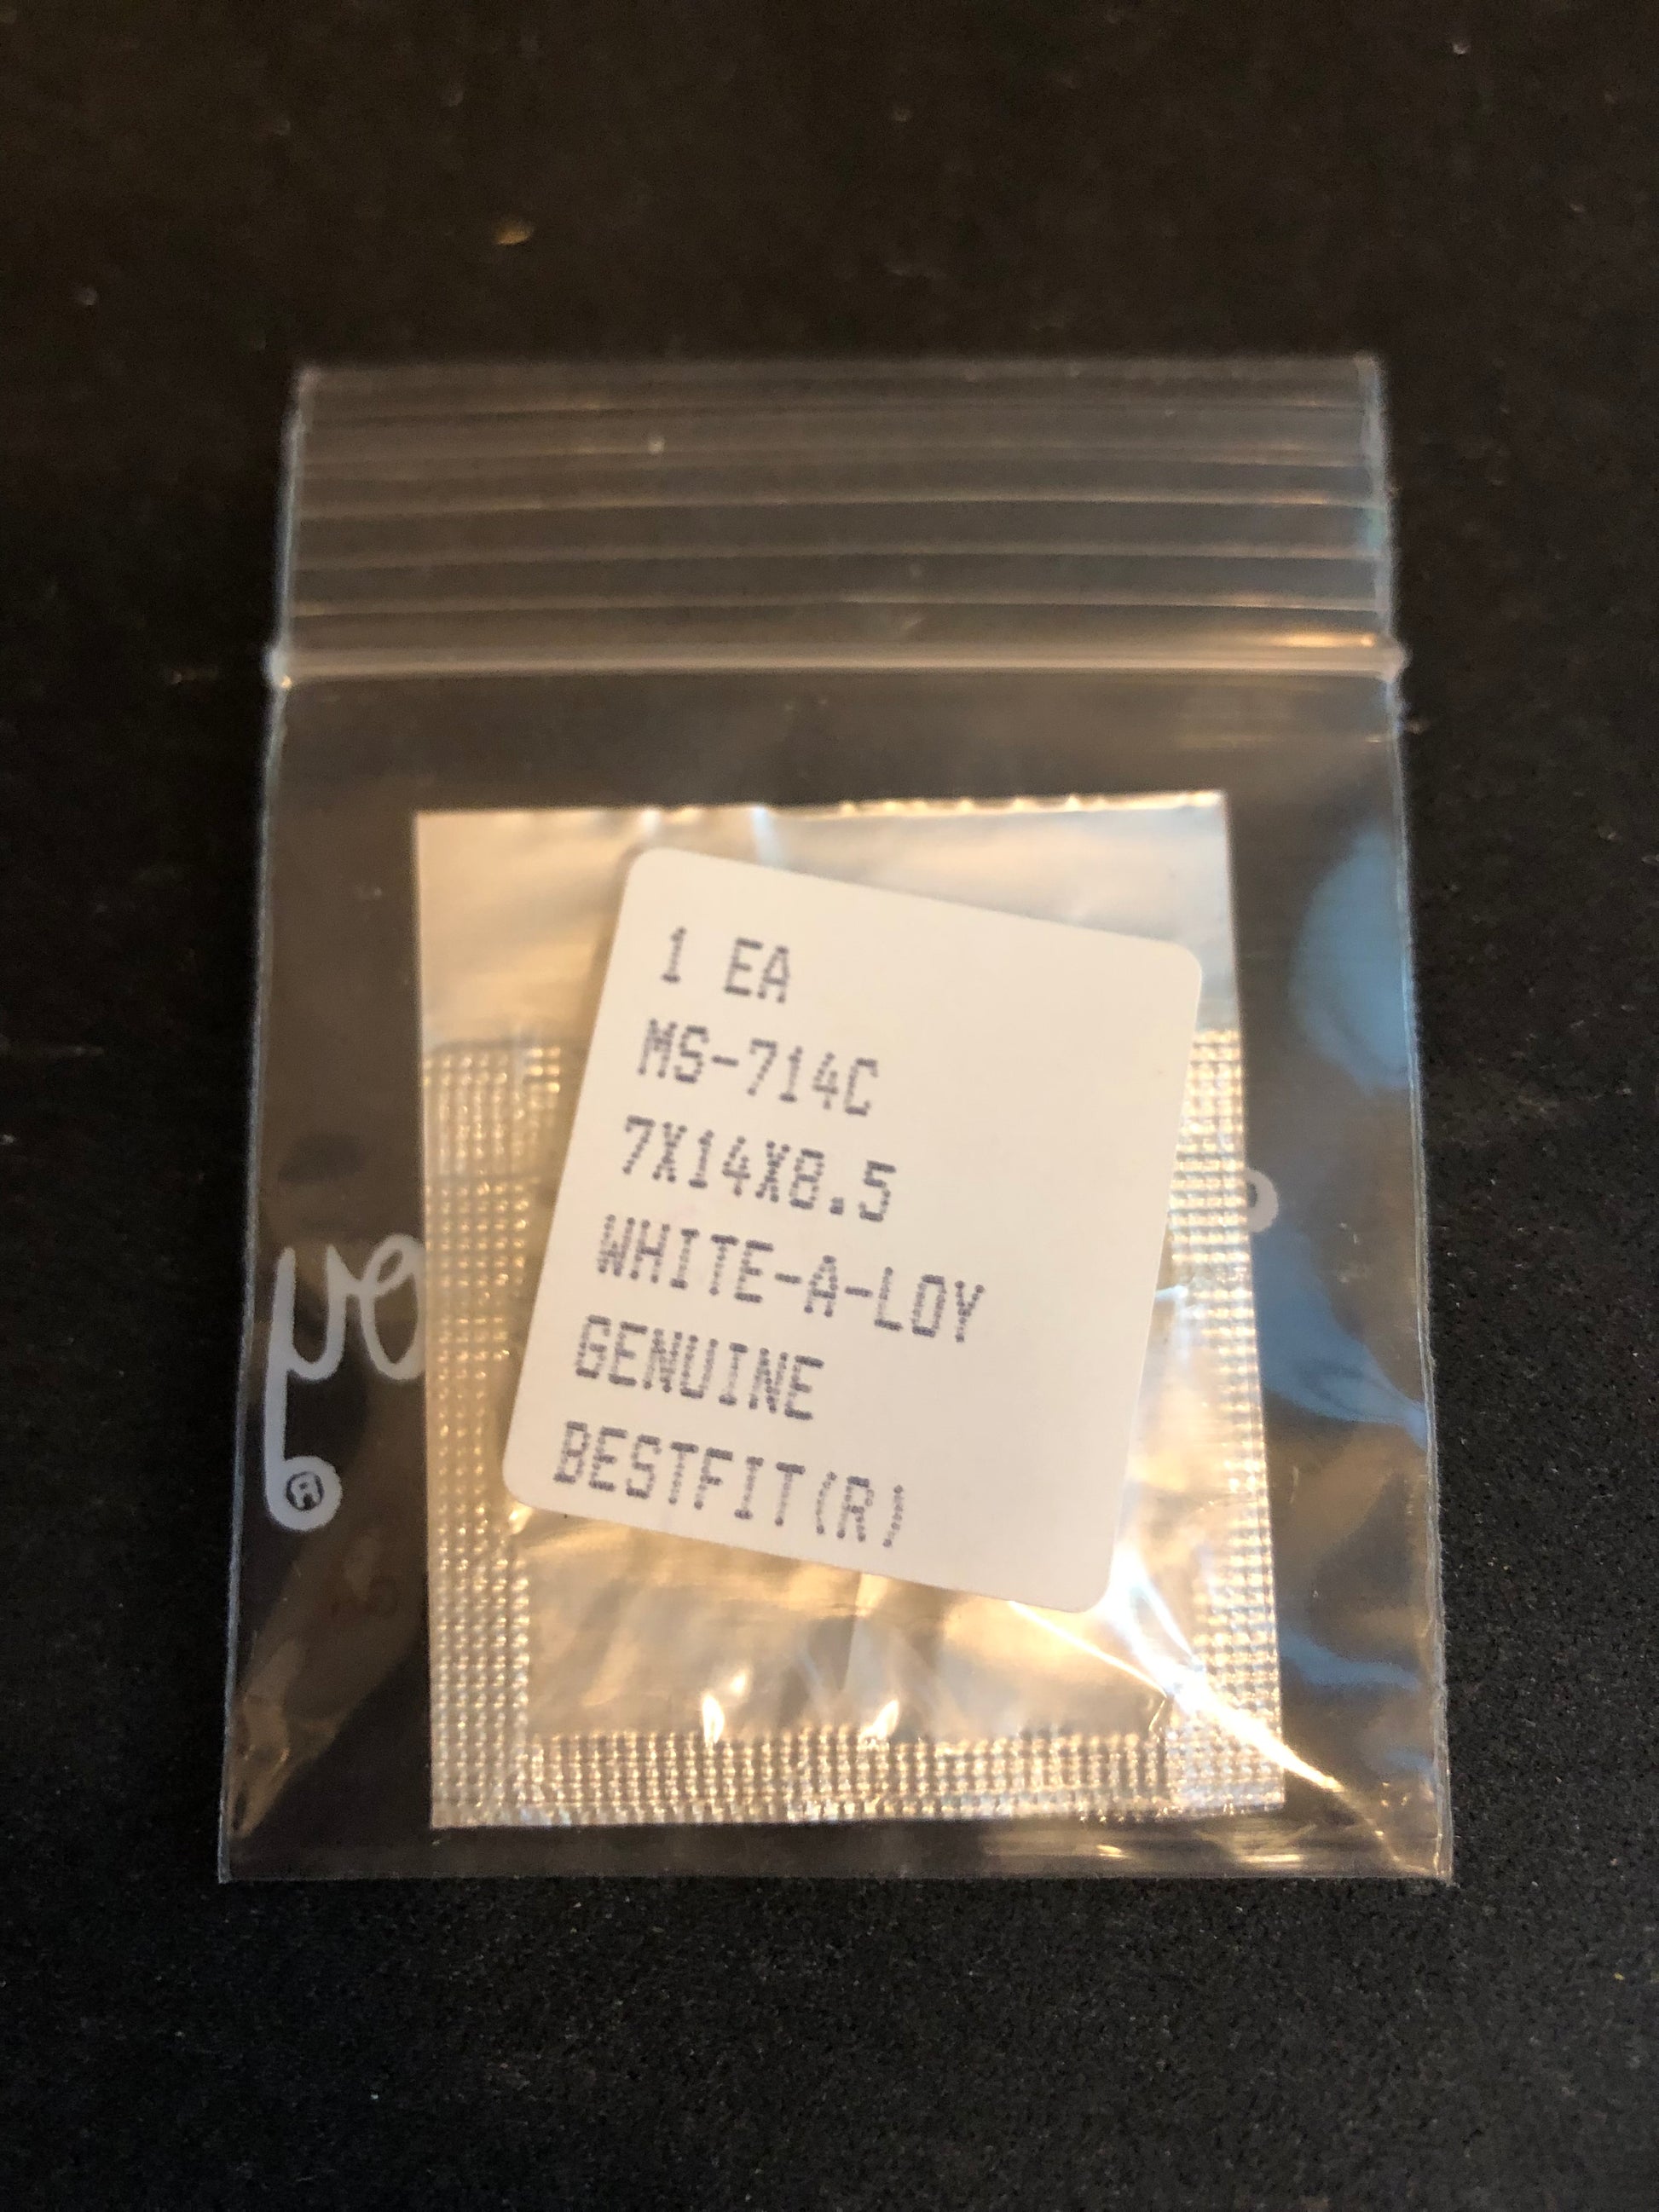 1 EA
MS-714C
7X14X8.5
WHITE-A-LOY
GENUINE
BESTFIT(R)
®